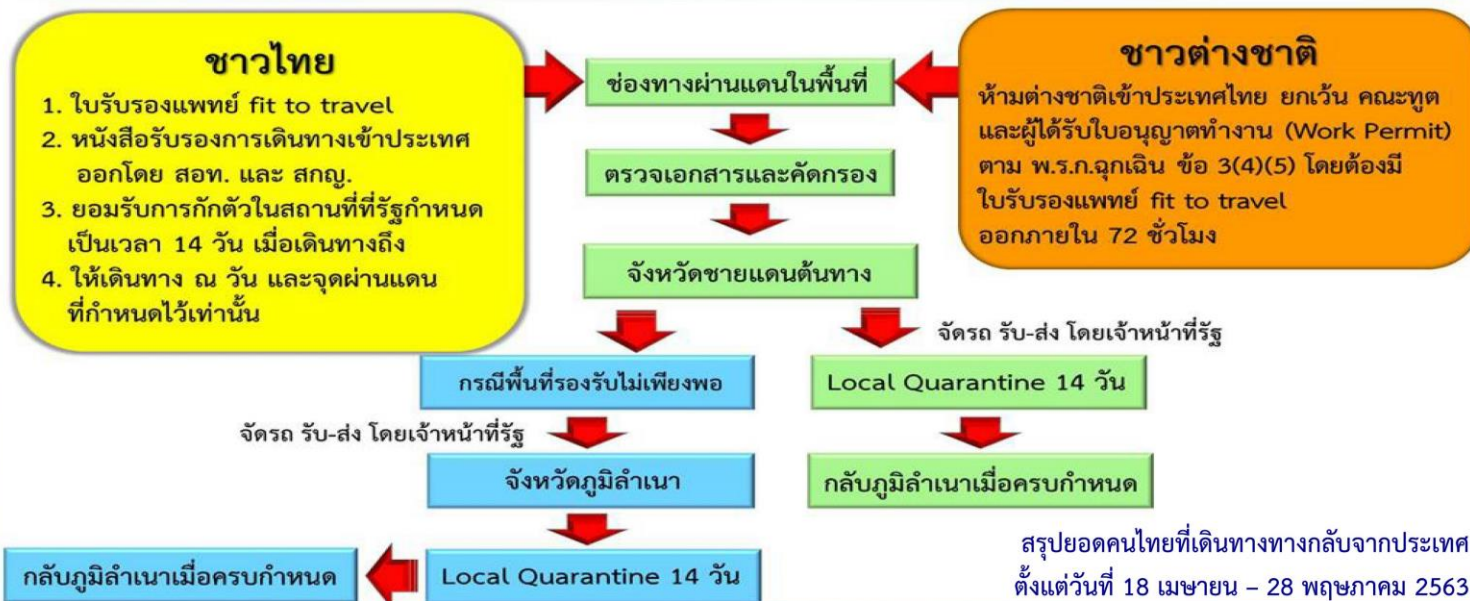 ชาวไทย
1. ใบรับรองแพทย์ fit to travel
2. หนังสือรับรองการเดินทางเข้าประเทศ
ออกโดย สอท. และ สกญ.
3. ยอมรับการกักตัวในสถานที่ที่รัฐกำหนด
เป็นเวลา 14 วัน เมื่อเดินทางถึง
4. ให้เดินทาง ณ วัน และจุดผ่านแดน
ที่กำหนดไว้เท่านั้น
ช่องทางผ่านแดนในพื้นที่
ชาวต่างชาติ
ห้ามต่างชาติเข้าประเทศไทย ยกเว้น คณะทูต
และผู้ได้รับใบอนุญาตทำงาน (Work Permit)
ตาม พ.ร.ก.ฉุกเฉิน ข้อ 3(4)(5) โดยต้องมี
ใบรับรองแพทย์ fit to travel
ออกภายใน 72 ชั่วโมง
ตรวจเอกสารและคัดกรอง
จังหวัดชายแดนต้นทาง
จัดรถ รับ-ส่ง โดยเจ้าหน้าที่รัฐ
กรณีพื้นที่รองรับไม่เพียงพอ
Local Quarantine 14 วัน
จัดรถ รับ-ส่ง โดยเจ้าหน้าที่รัฐ
จังหวัดภูมิลำเนา
กลับภูมิลำเนาเมื่อครบกำหนด
กลับภูมิลำเนาเมื่อครบกำหนด
Local Quarantine 14 วัน
สรุปยอดคนไทยที่เดินทางทางกลับจากประเทศ
ตั้งแต่วันที่ 18 เมษายน – 28 พฤษภาคม 2563